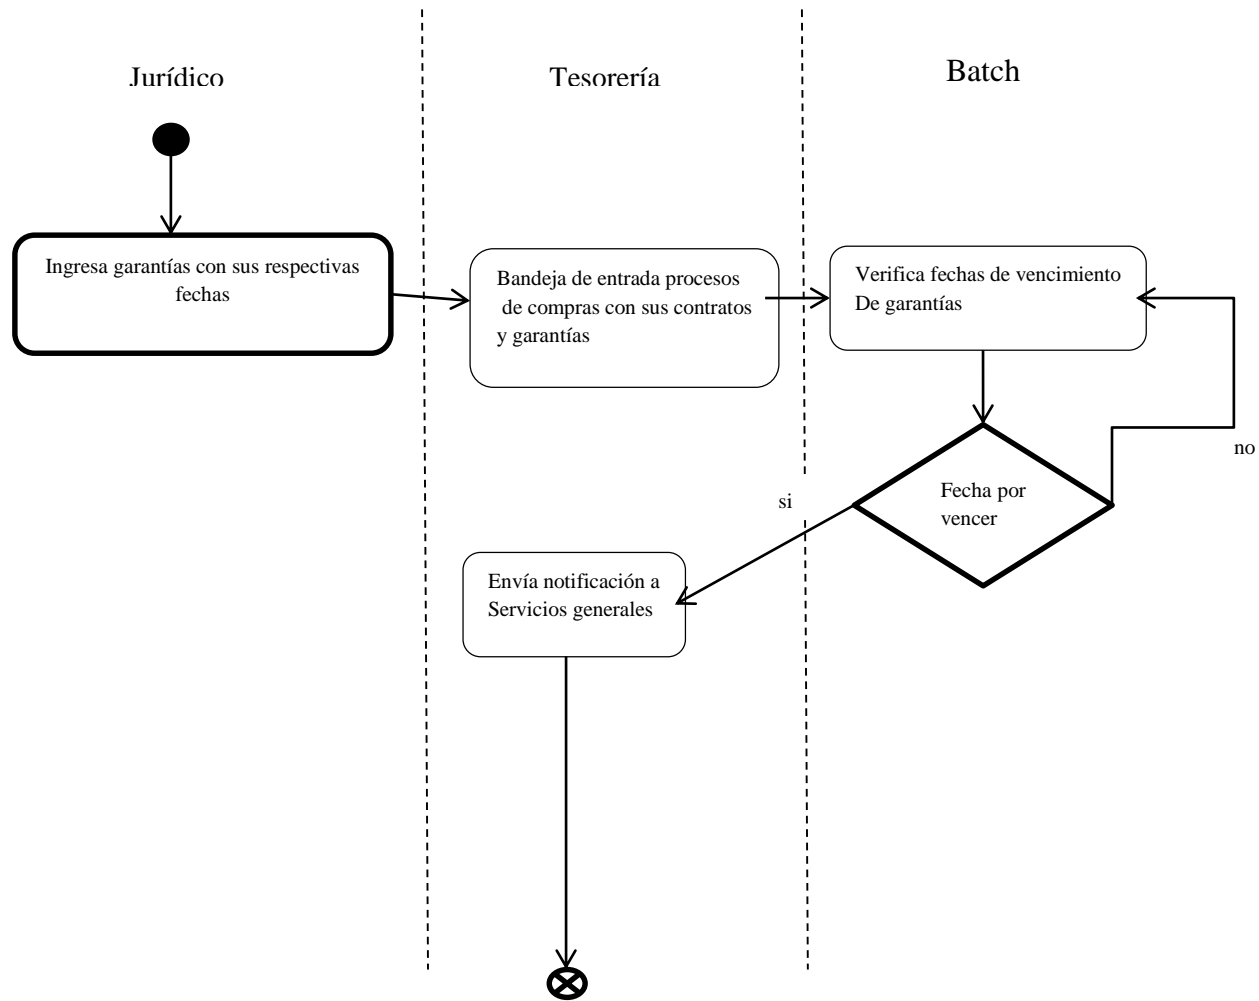 Jurídico
Tesorería
Batch
Ingresa garantías con sus respectivas
fechas
Bandeja de entrada procesos
de compras con sus contratos
y garantías
Verifica fechas de vencimiento
De garantías
no
Fecha por
vencer
si
Envía notificación a
Servicios generales